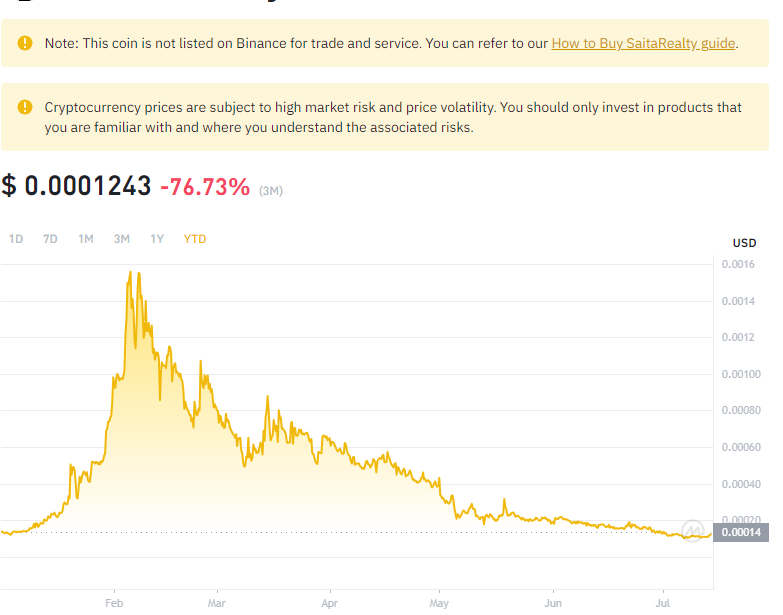 Note: This coin is not listed on Binance for trade and service. You can refer to our How to Buy SaitaRealty guide.
Cryptocurrency prices are subject to high market risk and price volatility. You should only invest in products that
you are familiar with and where you understand the associated risks.
$ 0.0001243 -76.73% (3M)
1D 7D 1M 3M 1Y YTD
USD
0.0016
0.0014
0.0012
0.00100
0.00080
0.00060
0.00040
0.00020
0.00014
Feb Mar Apr May Jun Jul